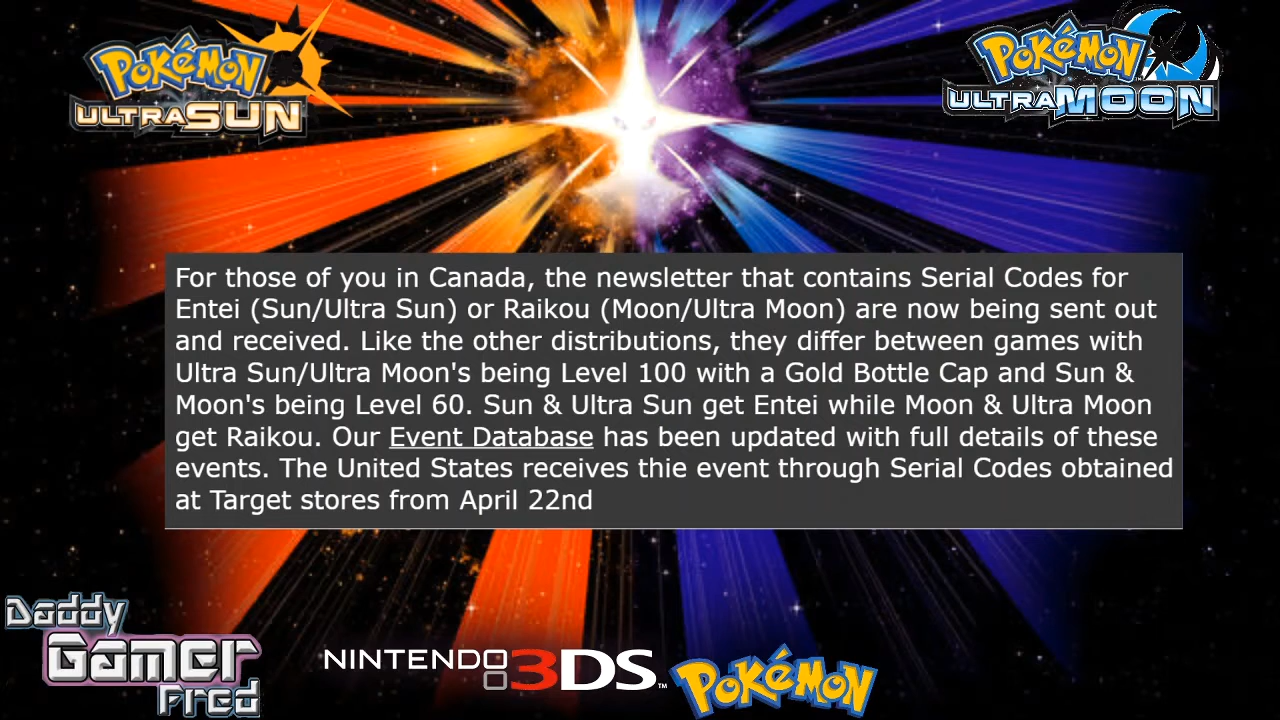 POKéMON
ULTRA SUN
POKéMON
ULTRA MOON
For those of you in Canada, the newsletter that contains Serial Codes for
Entei (Sun/Ultra Sun) or Raikou (Moon/Ultra Moon) are now being sent out
and received. Like the other distributions, they differ between games with
Ultra Sun/Ultra Moon's being Level 100 with a Gold Bottle Cap and Sun &
Moon's being Level 60. Sun & Ultra Sun get Entei while Moon & Ultra Moon
get Raikou. Our Event Database has been updated with full details of these
events. The United States receives thie event through Serial Codes obtained
at Target stores from April 22nd
Daddy
Gamer
Fred
NINTENDO 3DS™
POKéMON